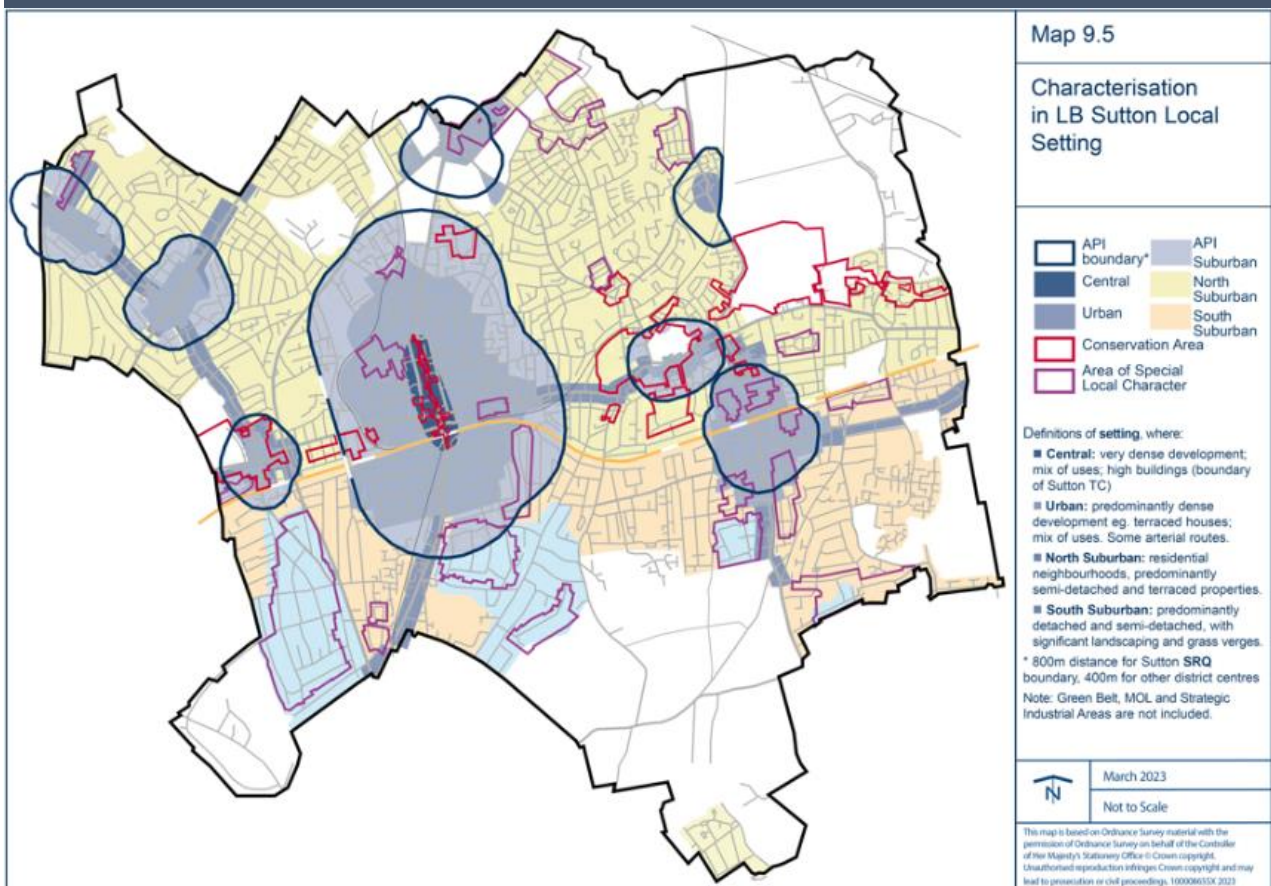 Map 9.5
Characterisation
in LB Sutton Local
Setting
API
boundary*
API
Suburban
Central
North
Suburban
Urban
South
Suburban
Conservation Area
Area of Special
Local Character
Definitions of setting, where:
■ Central: very dense development;
mix of uses; high buildings (boundary
of Sutton TC)
■ Urban: predominantly dense
development eg. terraced houses;
mix of uses. Some arterial routes.
■ North Suburban: residential
neighbourhoods, predominantly
semi-detached and terraced properties.
■ South Suburban: predominantly
detached and semi-detached, with
significant landscaping and grass verges.
* 800m distance for Sutton SRQ
boundary, 400m for other district centres
Note: Green Belt, MOL and Strategic
Industrial Areas are not included.
N
March 2023
Not to Scale
This map is based on Ordnance Survey material with the
permission of Ordnance Survey on behalf of the Controller
of Her Majesty's Stationery Office © Crown copyright.
Unauthorised reproduction infringes Crown copyright and may
lead to prosecution or civil proceedings. 100008655X 2023